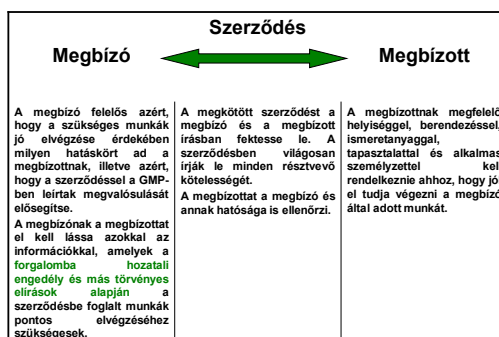 Szerződés
Megbízó
Megbízott
A megbízó felelős azért,
hogy a szükséges munkák
jó elvégzése érdekében
milyen hatáskört ad a
megbízottnak, illetve azért,
hogy a szerződéssel a GMP-
ben leírtak megvalósulását
elősegítse.
A megbízónak a megbízottat
el kell lássa azokkal az
információkkal, amelyek a
forgalomba hozatali
engedély és más törvényes
elírások alapján a
szerződésbe foglalt munkák
pontos elvégzéséhez
szükségesek.
A megkötött szerződést a
megbízó és a megbízott
írásban fektesse le. A
szerződésben világosan
írják le minden résztvevő
kötelességét.
A megbízottat a megbízó és
annak hatósága is ellenőrzi.
A megbízottnak megfelelő
helyiséggel, berendezéssel,
ismeretanyaggal,
tapasztalattal és alkalmas
személyzettel kell
rendelkeznie ahhoz, hogy jól
el tudja végezni a megbízó
által adott munkát.